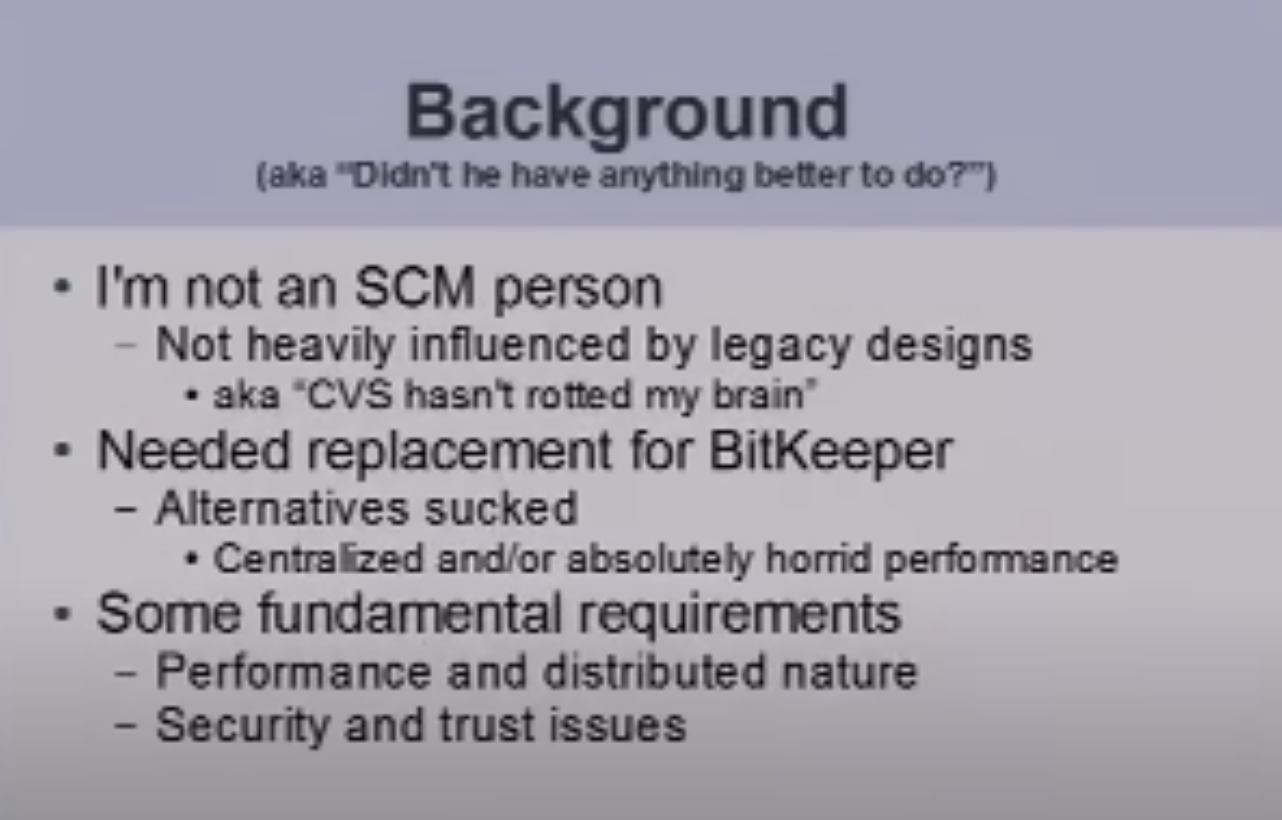 Background
(aka "Didn't he have anything better to do?")
• I'm not an SCM person
– Not heavily influenced by legacy designs
• aka “CVS hasn't rotted my brain”
• Needed replacement for BitKeeper
– Alternatives sucked
• Centralized and/or absolutely horrid performance
• Some fundamental requirements
– Performance and distributed nature
– Security and trust issues